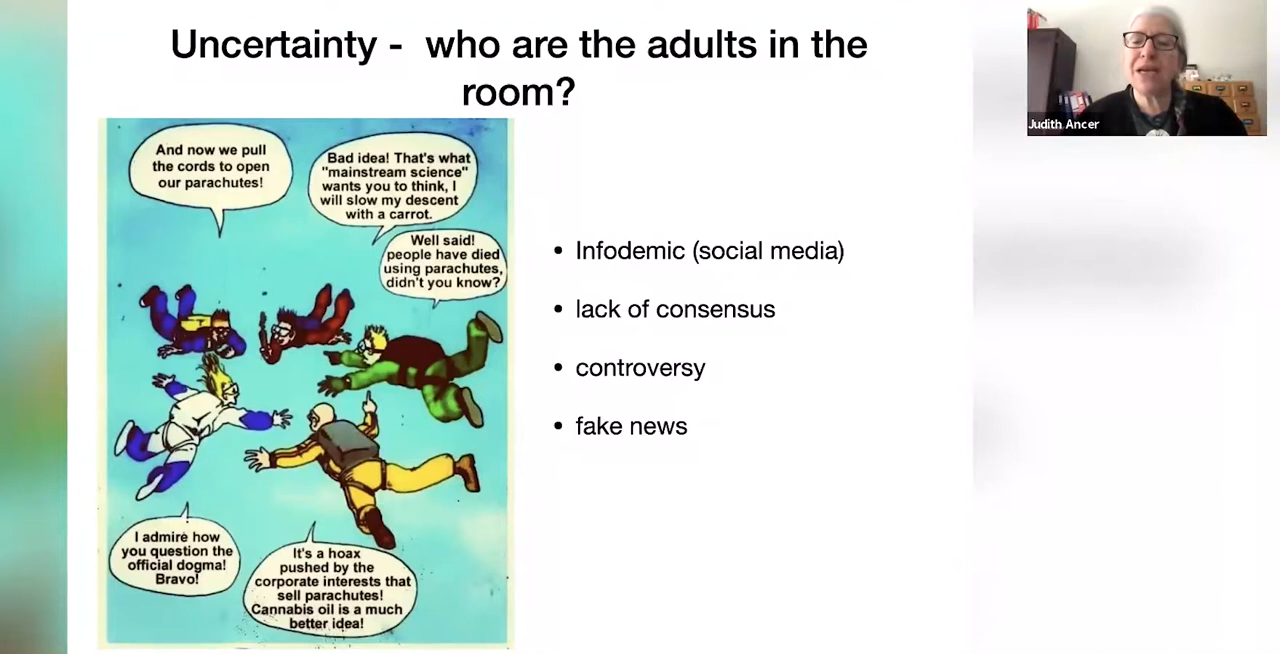 Uncertainty -  who are the adults in the
room?
Judith Ancer
And now we pull
the cords to open
our parachutes!
Bad idea! That's what
"mainstream science"
wants you to think, I
will slow my descent
with a carrot.
Well said!
people have died
using parachutes,
didn't you know?
I admire how
you question the
official dogma!
Bravo!
It's a hoax
pushed by the
corporate interests that
sell parachutes!
Cannabis oil is a much
better idea!
• Infodemic (social media)
• lack of consensus
• controversy
• fake news